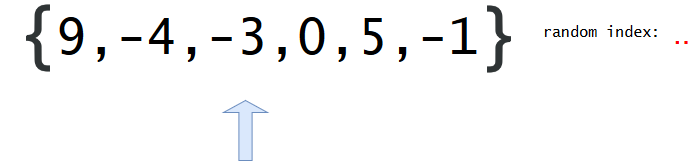 {9,-4,-3,0,5,-1}
random index: ..